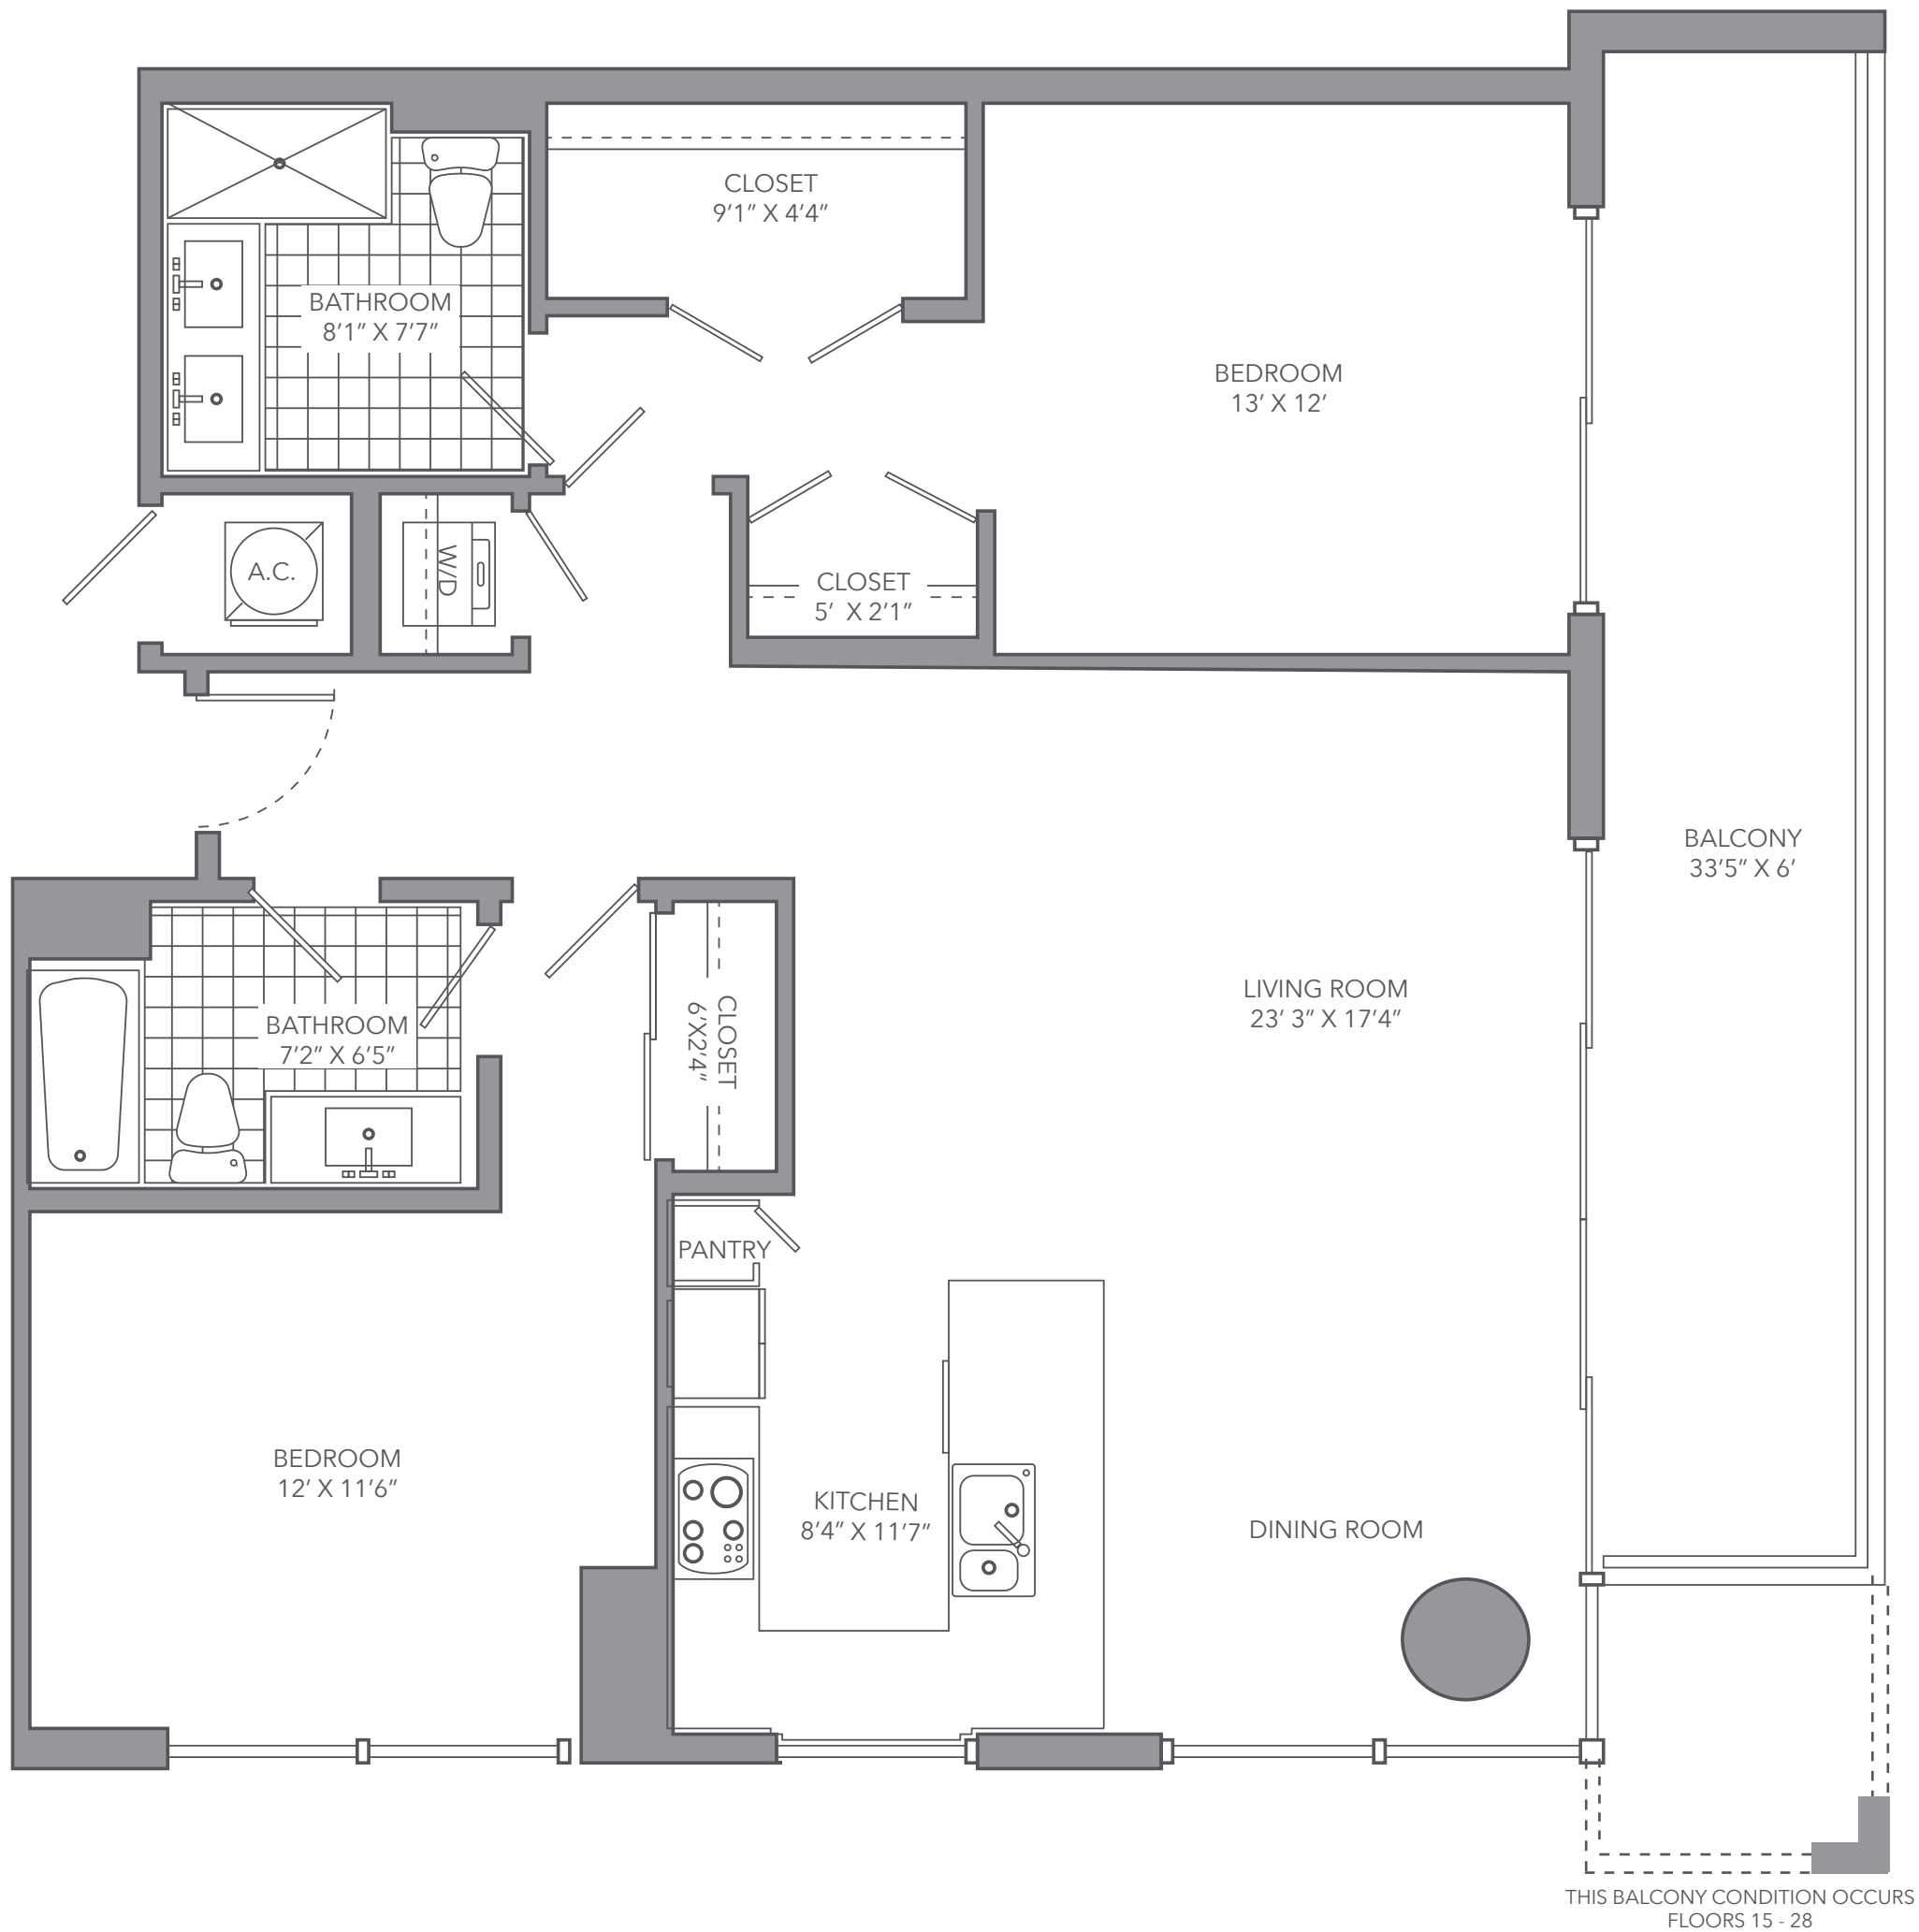 CLOSET
9'1" X 4'4"
BATHROOM
8'1" X 7'7"
BEDROOM
13' X 12'
A.C.
W/D
CLOSET
5' X 2'1"
BALCONY
33'5" X 6'
LIVING ROOM
23' 3" X 17'4"
CLOSET
6'X2'4"
BATHROOM
7'2" X 6'5"
PANTRY
BEDROOM
12' X 11'6"
KITCHEN
8'4" X 11'7"
DINING ROOM
THIS BALCONY CONDITION OCCURS
FLOORS 15 - 28